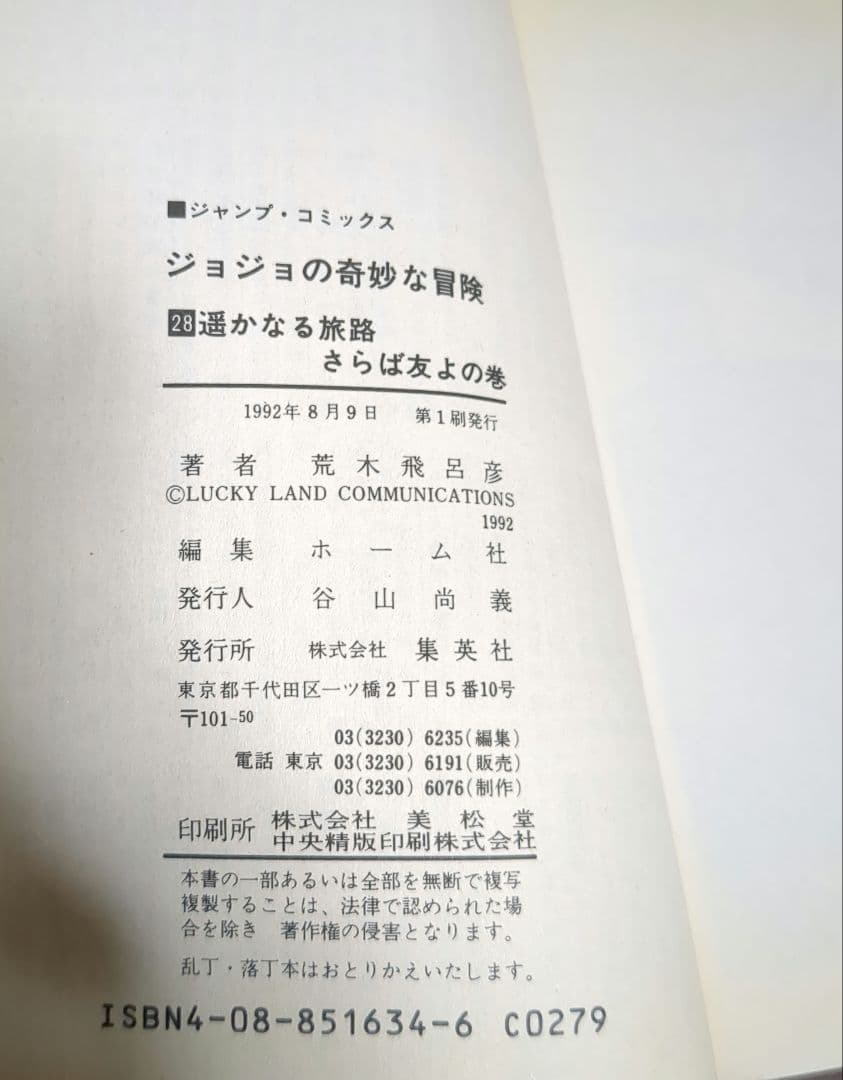 ■ジャンプ・コミックス
ジョジョの奇妙な冒険
28遥かなる旅路
さらば友よの巻
1992年8月9日 第1刷発行
著者 荒木飛呂彦
©LUCKY LAND COMMUNICATIONS
1992
編集 ホーム社
発行人 谷山尚義
発行所 株式会社 集英社
東京都千代田区一ツ橋2丁目5番10号
〒101-50
03(3230) 6235(編集)
電話 東京 03(3230) 6191(販売)
03(3230) 6076(制作)
印刷所 株式会社 美松堂
中央精版印刷株式会社
本書の一部あるいは全部を無断で複写
複製することは、法律で認められた場
合を除き 著作権の侵害となります。
乱丁・落丁本はおとりかえいたします。
ISBN4-08-851634-6 C0279